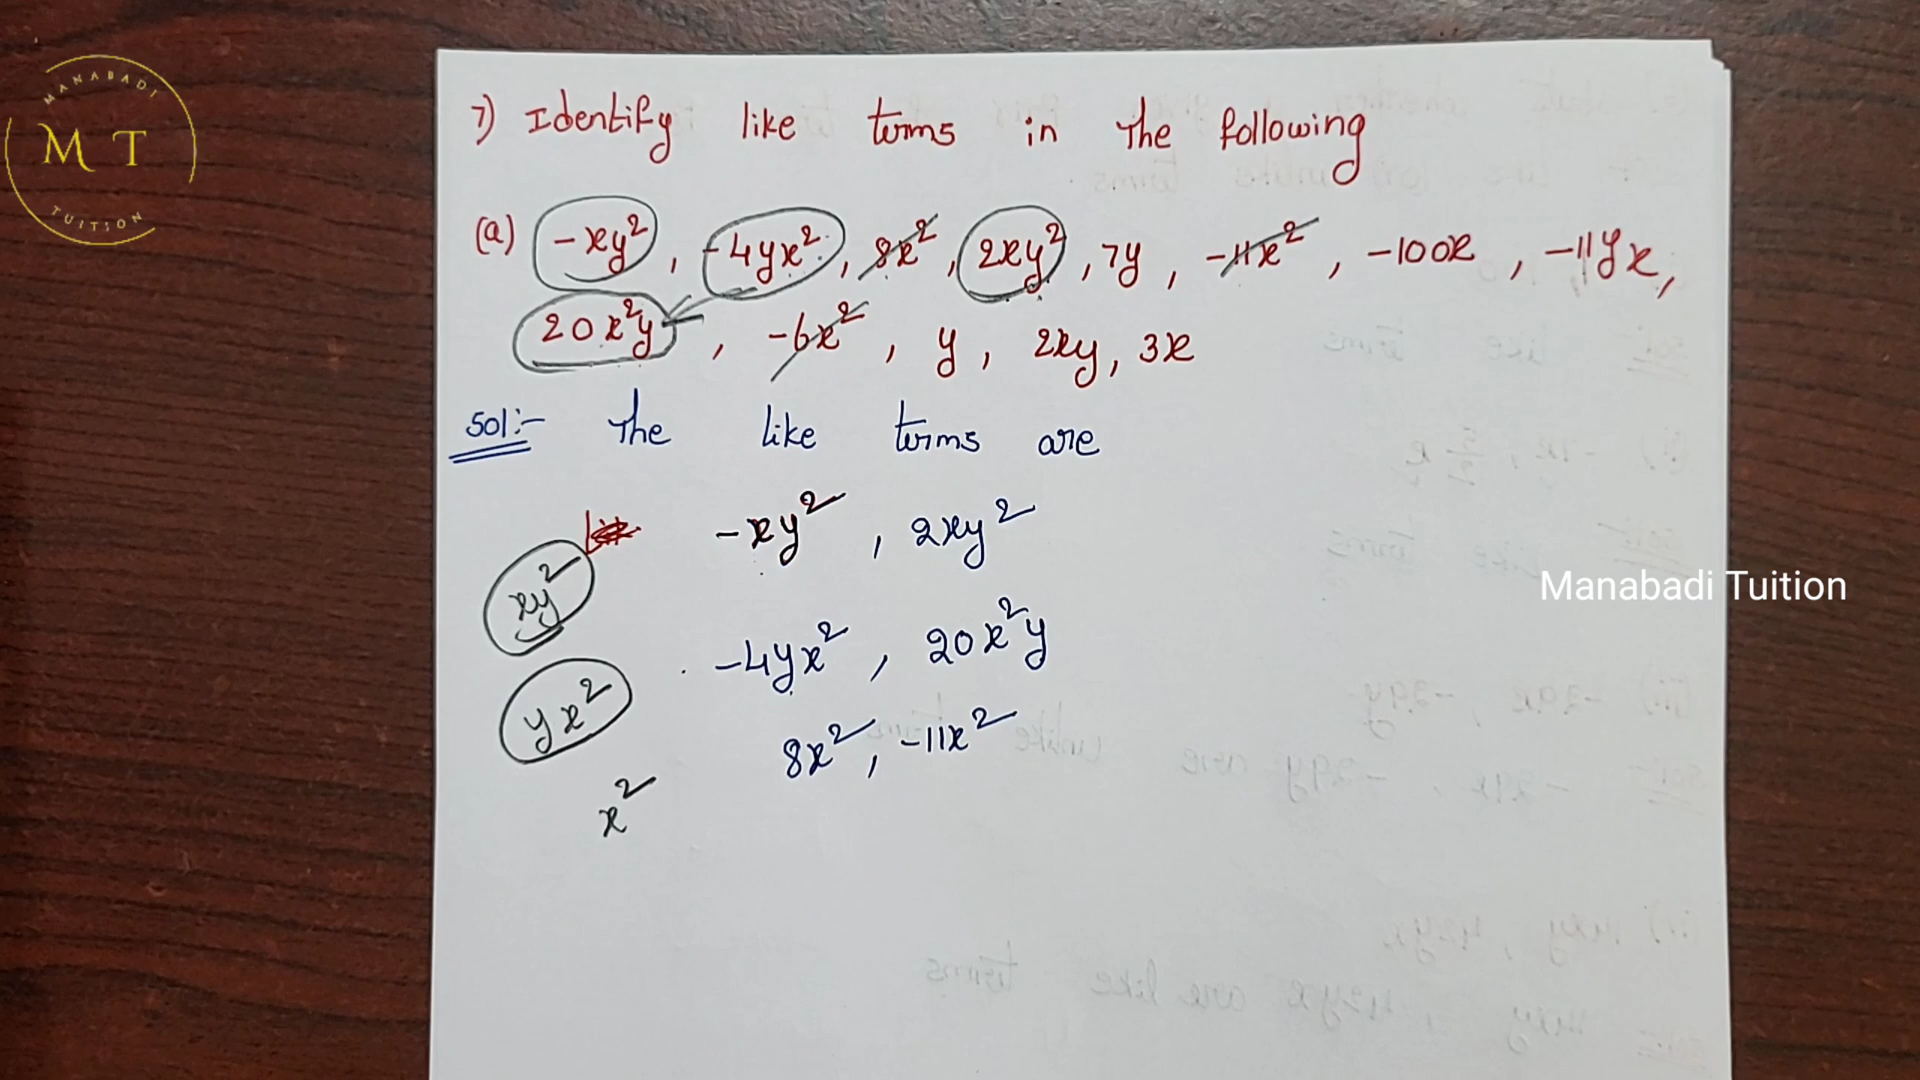 MANABADI
M T
TUITION
7) Identify like terms in the following
(a) -xy², -4yx², 8x², 2xy², 7y, -11x², -100x, -11yx,
20x²y, -6x², y, 2xy, 3x
Sol:- The like terms are
-xy², 2xy²
xy²
-4yx², 20x²y
yx²
8x², -11x²
x²
Manabadi Tuition